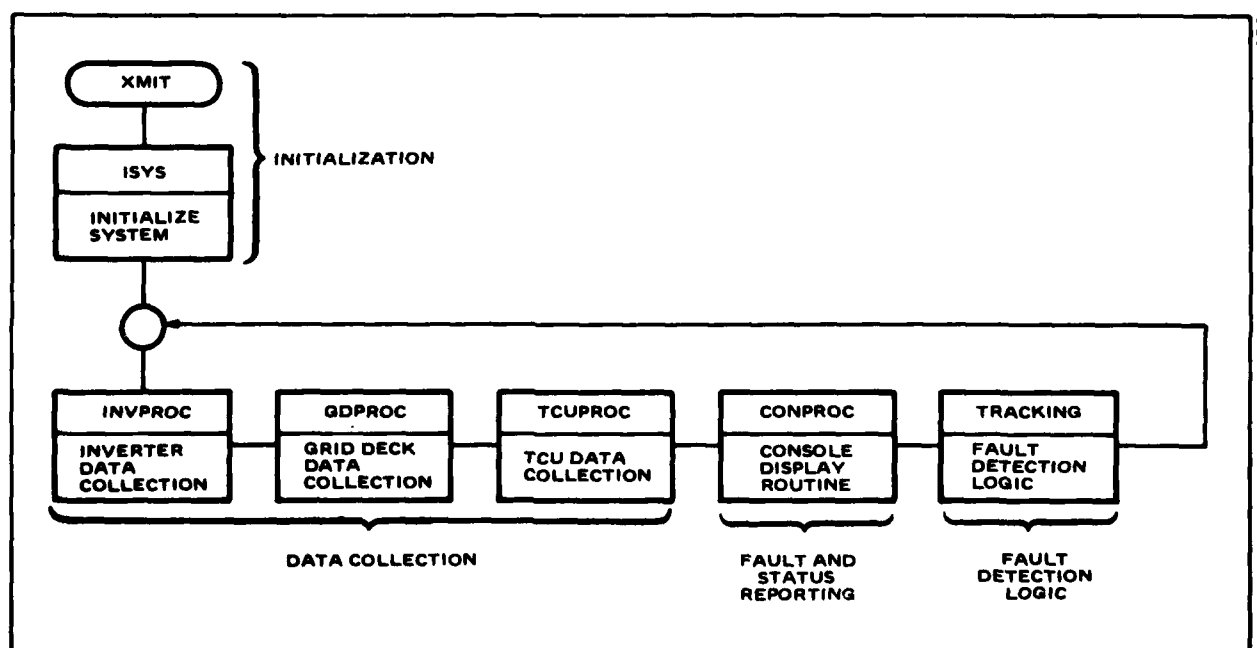 XMIT
ISYS
INITIALIZE
SYSTEM
INITIALIZATION
INVPROC
INVERTER
DATA
COLLECTION
GDPROC
GRID DECK
DATA
COLLECTION
TCUPROC
TCU DATA
COLLECTION
CONPROC
CONSOLE
DISPLAY
ROUTINE
TRACKING
FAULT
DETECTION
LOGIC
DATA COLLECTION
FAULT AND
STATUS
REPORTING
FAULT
DETECTION
LOGIC